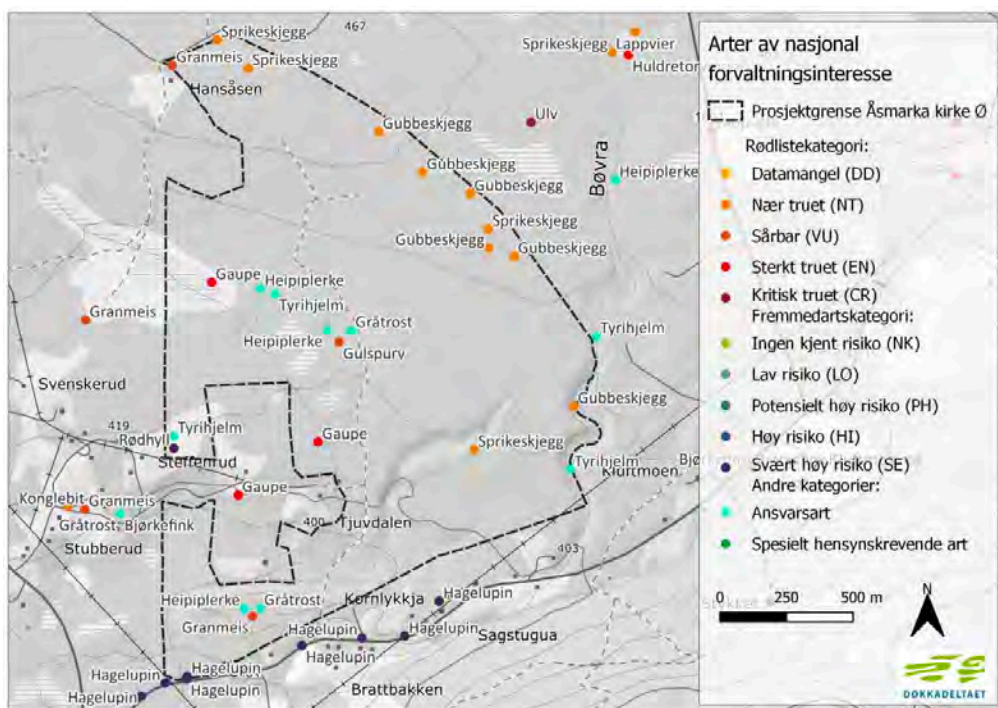 467
Sprikeskjegg
Granmeis
Sprikeskjegg
Hansåsen
Sprikeskjegg
Lappvier
Huldretor
Ulv
Gubbeskjegg
Gubbeskjegg
Gubbeskjegg
Bøvra
Heipiplerke
Sprikeskjegg
Gubbeskjegg
Gubbeskjegg
Gaupe
Heipiplerke
Tyrihjelm
Granmeis
Gråtrost
Heipiplerke
Gulspurv
Tyrihjelm
Svenskerud
419
Tyrihjelm
Rødhyll
Steffenrud
Gaupe
Gubbeskjegg
Sprikeskjegg
Tyrihjelm
Kluftmoen
Gaupe
Konglebit
Granmeis
Gråtrost
Bjørkefink
Stubberud
400
Tjuvdalen
403
Heipiplerke
Gråtrost
Granmeis
Kornlykkja
Hagelupin
Hagelupin
Hagelupin
Sagstugua
Hagelupin
Hagelupin
Hagelupin
Hagelupin
Hagelupin
Brattbakken
Arter av nasjonal
forvaltningsinteresse
Prosjektgrense Åsmarka kirke Ø
Rødlistekategori:
Datamangel (DD)
Nær truet (NT)
Sårbar (VU)
Sterkt truet (EN)
Kritisk truet (CR)
Fremmedartskategori:
Ingen kjent risiko (NK)
Lav risiko (LO)
Potensielt høy risiko (PH)
Høy risiko (HI)
Svært høy risiko (SE)
Andre kategorier:
Ansvarsart
Spesielt hensynskrevende art
0 250 500 m
N
DOKKADELTAET